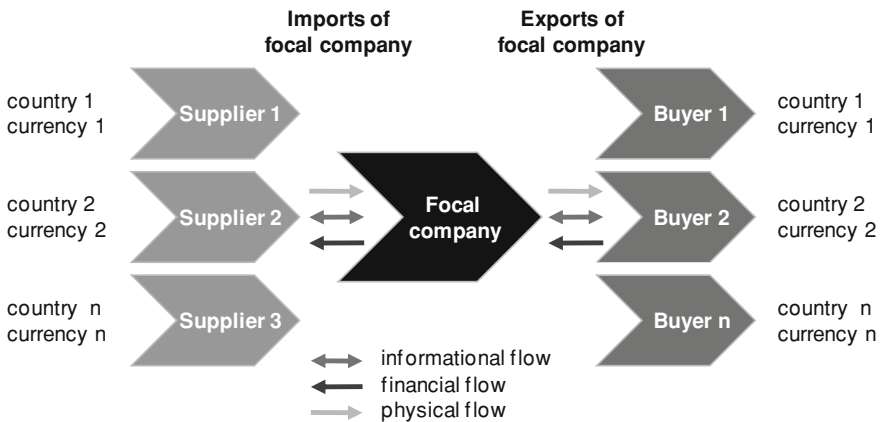 Imports of
focal company
Exports of
focal company
country 1
currency 1
Supplier 1
Buyer 1
country 1
currency 1
country 2
currency 2
Supplier 2
Focal
company
Buyer 2
country 2
currency 2
country n
currency n
Supplier 3
Buyer n
country n
currency n
informational flow
financial flow
physical flow